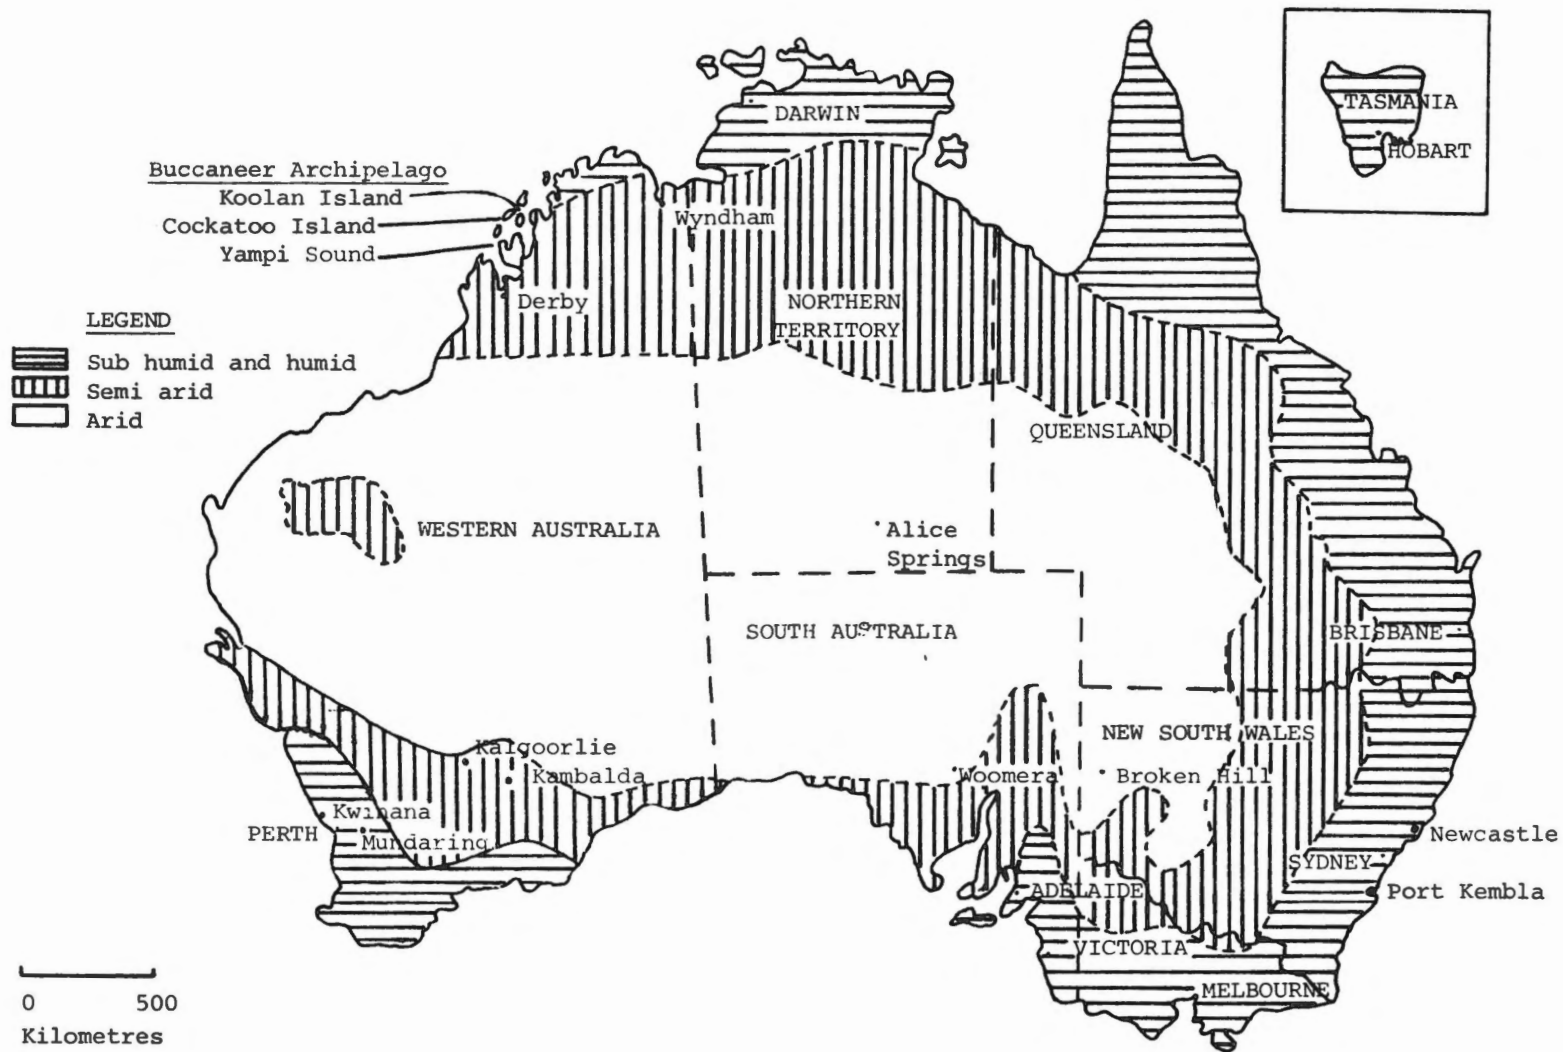 TASMANIA
HOBART
DARWIN
Buccaneer Archipelago
Koolan Island
Cockatoo Island
Yampi Sound
Wyndham
Derby
NORTHERN
TERRITORY
LEGEND
Sub humid and humid
Semi arid
Arid
QUEENSLAND
WESTERN AUSTRALIA
Alice
Springs
SOUTH AUSTRALIA
BRISBANE
NEW SOUTH WALES
Kalgoorlie
Kambalda
Woomera
Broken Hill
Kwinana
PERTH
Mundaring
Newcastle
SYDNEY
Port Kembla
ADELAIDE
VICTORIA
MELBOURNE
0 500
Kilometres